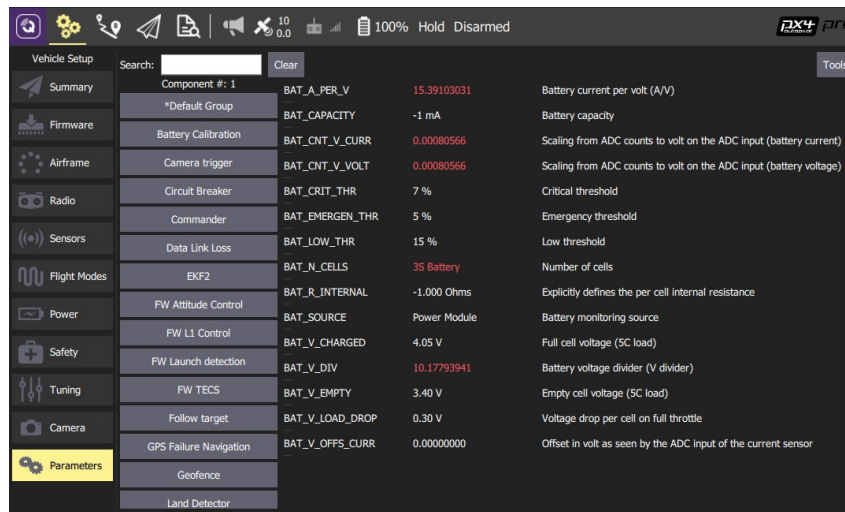 10
0.0
100% Hold Disarmed
px4
autopilot
pr
Vehicle Setup
Summary
Firmware
Airframe
Radio
Sensors
Flight Modes
Power
Safety
Tuning
Camera
Parameters
Search:
Clear
Tools
Component #: 1
*Default Group
Battery Calibration
Camera trigger
Circuit Breaker
Commander
Data Link Loss
EKF2
FW Attitude Control
FW L1 Control
FW Launch detection
FW TECS
Follow target
GPS Failure Navigation
Geofence
Land Detector
BAT_A_PER_V 15.39103031 Battery current per volt (A/V)
BAT_CAPACITY -1 mA Battery capacity
BAT_CNT_V_CURR 0.00080566 Scaling from ADC counts to volt on the ADC input (battery current)
BAT_CNT_V_VOLT 0.00080566 Scaling from ADC counts to volt on the ADC input (battery voltage)
BAT_CRIT_THR 7 % Critical threshold
BAT_EMERGEN_THR 5 % Emergency threshold
BAT_LOW_THR 15 % Low threshold
BAT_N_CELLS 3S Battery Number of cells
BAT_R_INTERNAL -1.000 Ohms Explicitly defines the per cell internal resistance
BAT_SOURCE Power Module Battery monitoring source
BAT_V_CHARGED 4.05 V Full cell voltage (5C load)
BAT_V_DIV 10.17793941 Battery voltage divider (V divider)
BAT_V_EMPTY 3.40 V Empty cell voltage (5C load)
BAT_V_LOAD_DROP 0.30 V Voltage drop per cell on full throttle
BAT_V_OFFS_CURR 0.00000000 Offset in volt as seen by the ADC input of the current sensor